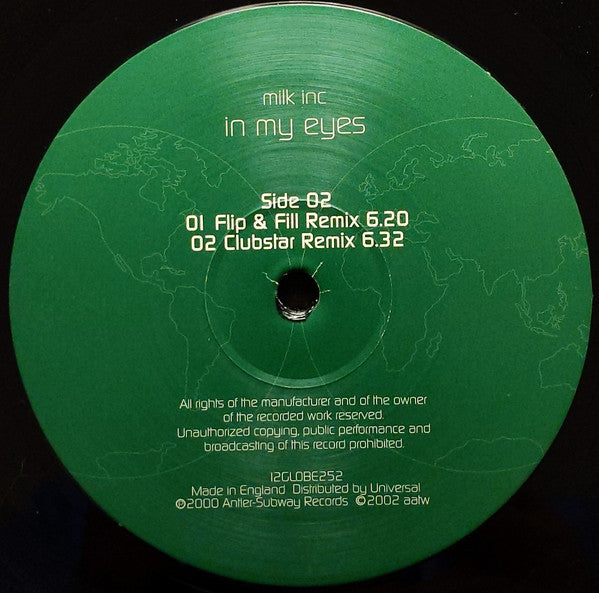 milk inc
in my eyes
Side 02
01 Flip & Fill Remix 6.20
02 Clubstar Remix 6.32
All rights of the manufacturer and of the owner
of the recorded work reserved.
Unauthorized copying, public performance and
broadcasting of this record prohibited.
12GLOBE252
Made in England Distributed by Universal
℗2000 Antler-Subway Records ©2002 aatw